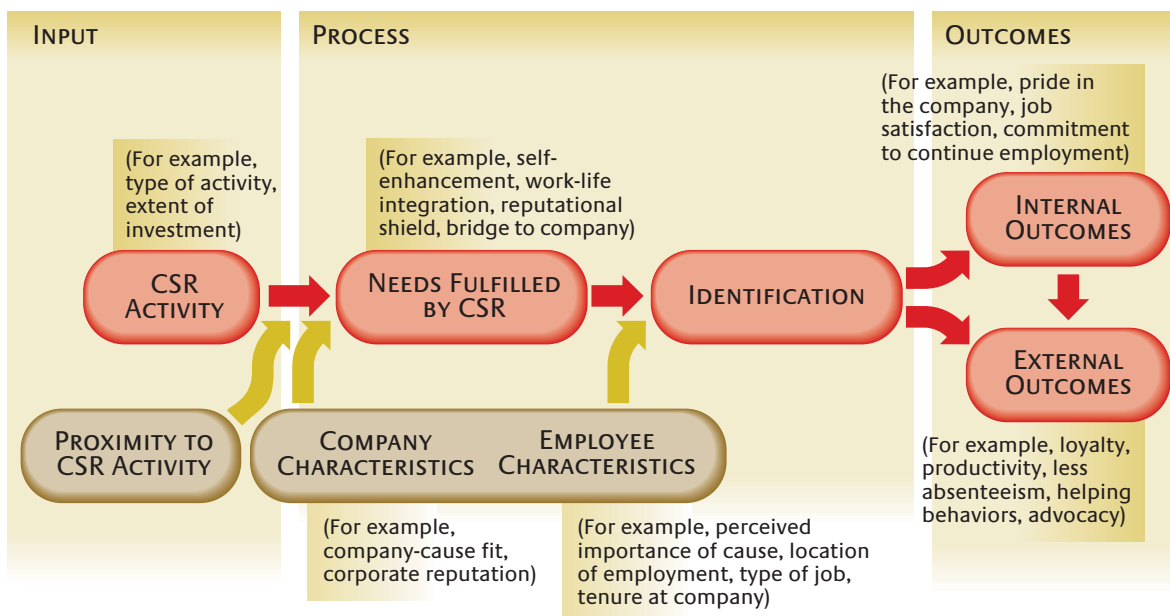 INPUT
PROCESS
OUTCOMES
(For example,
type of activity,
extent of
investment)
CSR
ACTIVITY
(For example, self-
enhancement, work-life
integration, reputational
shield, bridge to company)
NEEDS FULFILLED
BY CSR
IDENTIFICATION
(For example, pride in
the company, job
satisfaction, commitment
to continue employment)
INTERNAL
OUTCOMES
EXTERNAL
OUTCOMES
(For example, loyalty,
productivity, less
absenteeism, helping
behaviors, advocacy)
PROXIMITY TO
CSR ACTIVITY
COMPANY
CHARACTERISTICS
EMPLOYEE
CHARACTERISTICS
(For example,
company-cause fit,
corporate reputation)
(For example, perceived
importance of cause, location
of employment, type of job,
tenure at company)